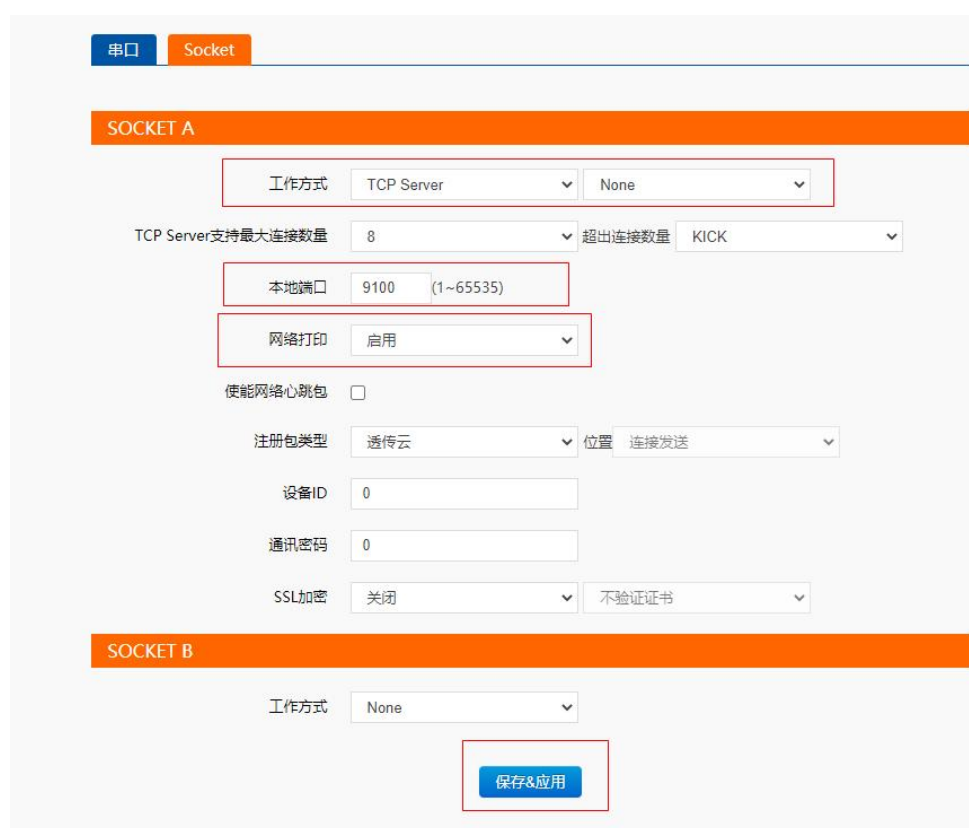 串口 Socket
SOCKET A
工作方式 TCP Server None
TCP Server支持最大连接数量 8 超出连接数量 KICK
本地端口 9100 (1~65535)
网络打印 启用
使能网络心跳包
注册包类型 透传云 位置 连接发送
设备ID 0
通讯密码 0
SSL加密 关闭 不验证证书
SOCKET B
工作方式 None
保存&应用